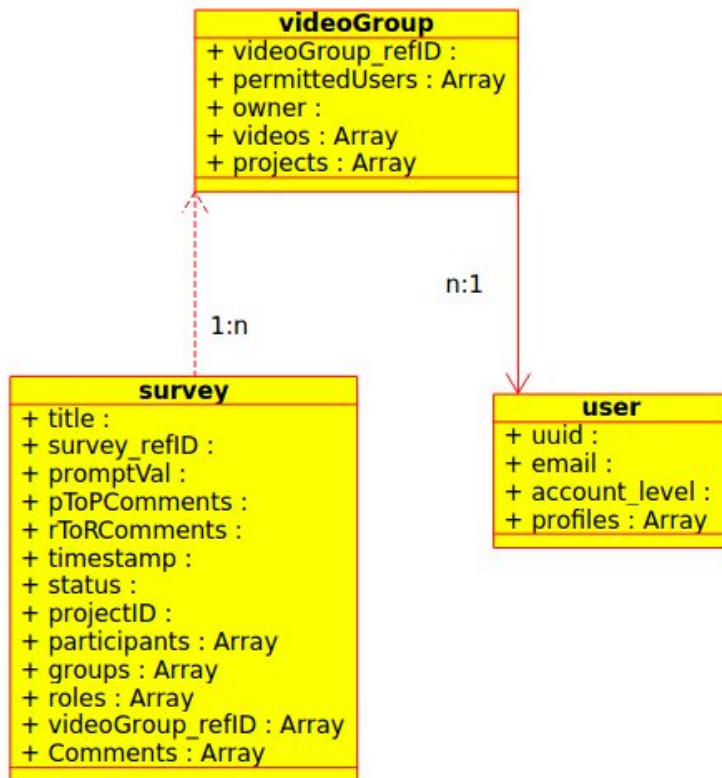 videoGroup
+ videoGroup_refID :
+ permittedUsers : Array
+ owner :
+ videos : Array
+ projects : Array
n:1
1:n
survey
+ title :
+ survey_refID :
+ promptVal :
+ pToPComments :
+ rToRComments :
+ timestamp :
+ status :
+ projectID :
+ participants : Array
+ groups : Array
+ roles : Array
+ videoGroup_refID : Array
+ Comments : Array
user
+ uuid :
+ email :
+ account_level :
+ profiles : Array